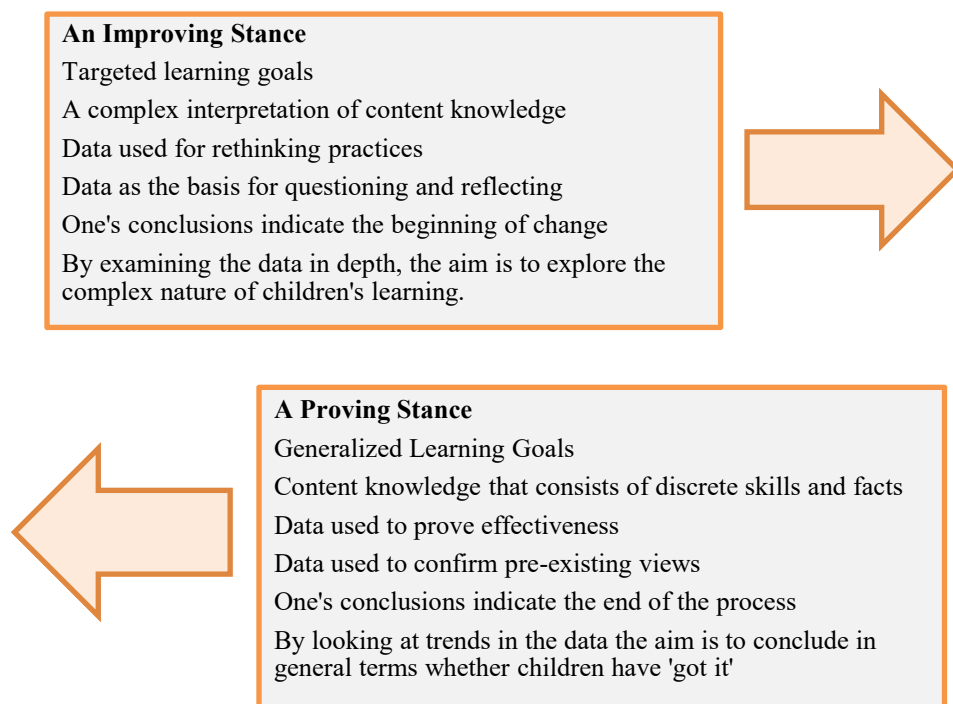 An Improving Stance
Targeted learning goals
A complex interpretation of content knowledge
Data used for rethinking practices
Data as the basis for questioning and reflecting
One's conclusions indicate the beginning of change
By examining the data in depth, the aim is to explore the
complex nature of children's learning.
A Proving Stance
Generalized Learning Goals
Content knowledge that consists of discrete skills and facts
Data used to prove effectiveness
Data used to confirm pre-existing views
One's conclusions indicate the end of the process
By looking at trends in the data the aim is to conclude in
general terms whether children have 'got it'